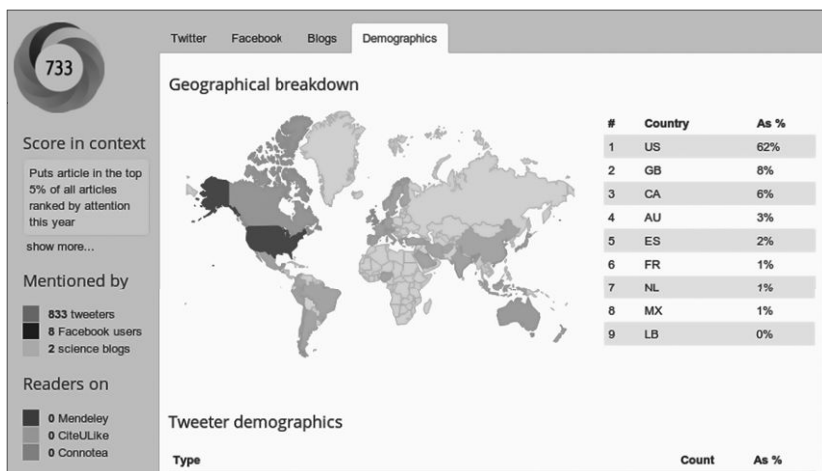 Twitter Facebook Blogs Demographics
733
Score in context
Puts article in the top
5% of all articles
ranked by attention
this year
show more...
Mentioned by
833 tweeters
8 Facebook users
2 science blogs
Readers on
0 Mendeley
0 CiteULike
0 Connotea
Geographical breakdown
# Country As %
1 US 62%
2 GB 8%
3 CA 6%
4 AU 3%
5 ES 2%
6 FR 1%
7 NL 1%
8 MX 1%
9 LB 0%
Tweeter demographics
Type Count As %